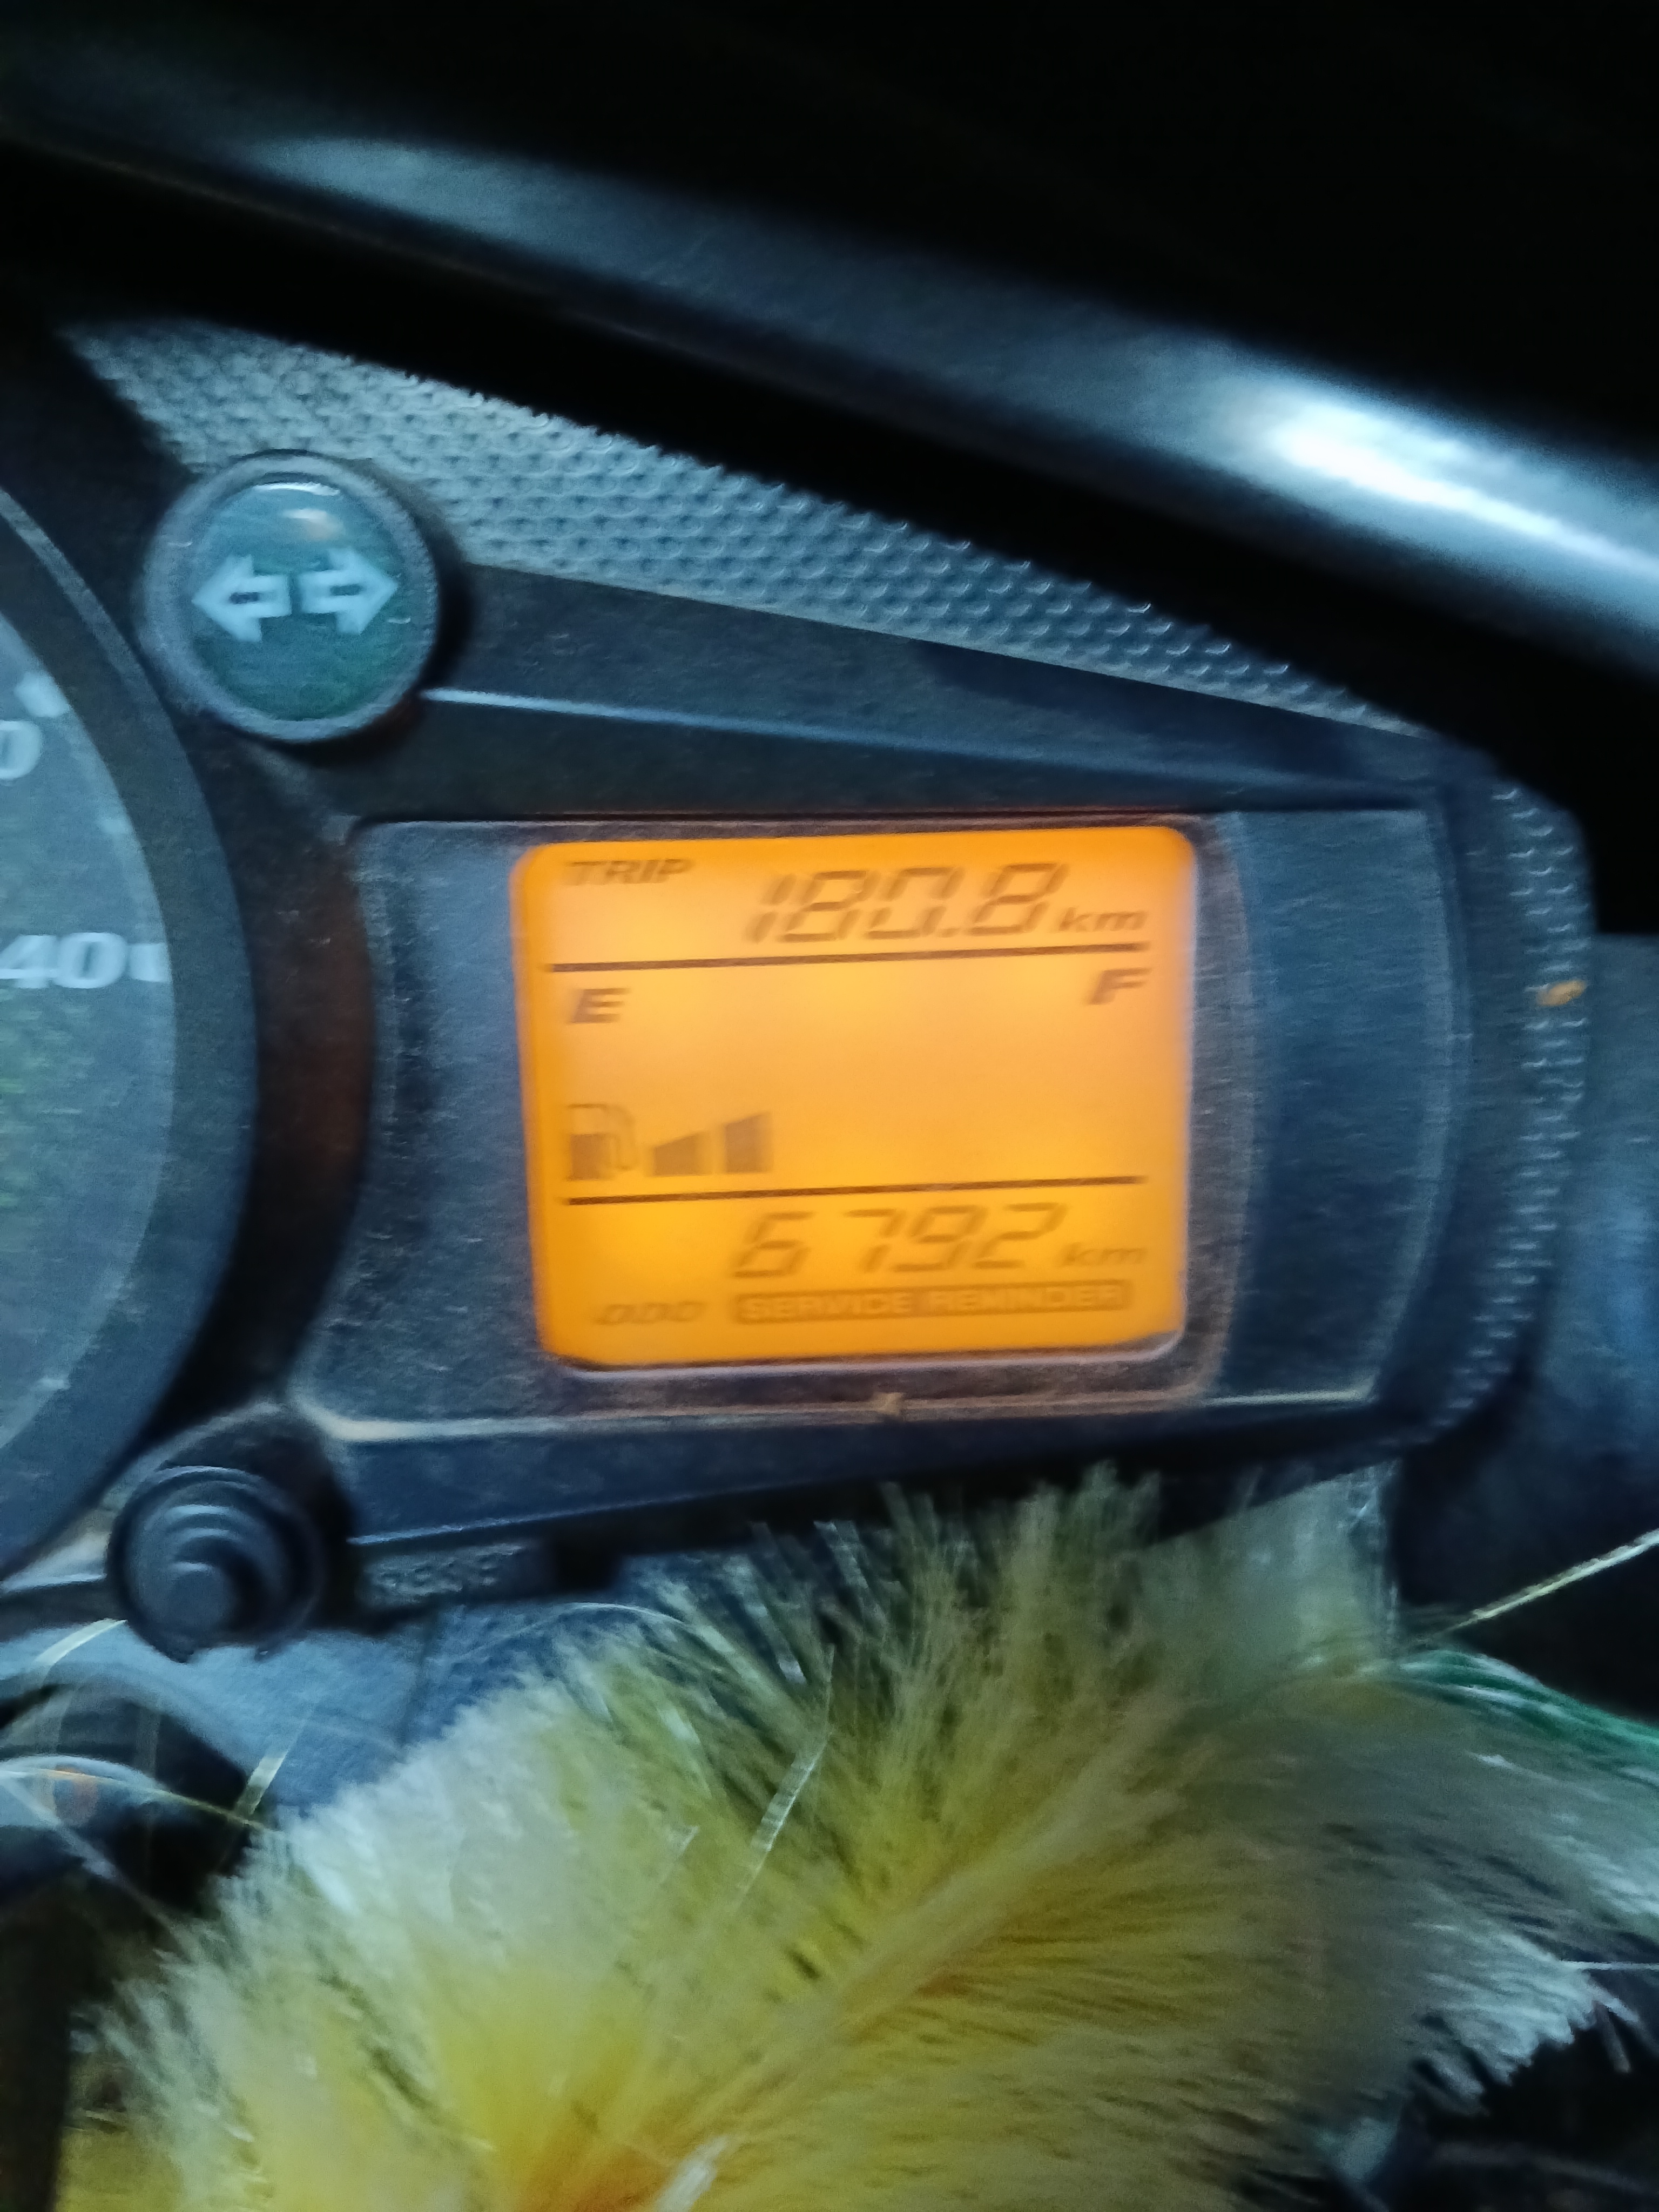 TRIP 180.8 km
E F
6792 km
ODO SERVICE REMINDER
40